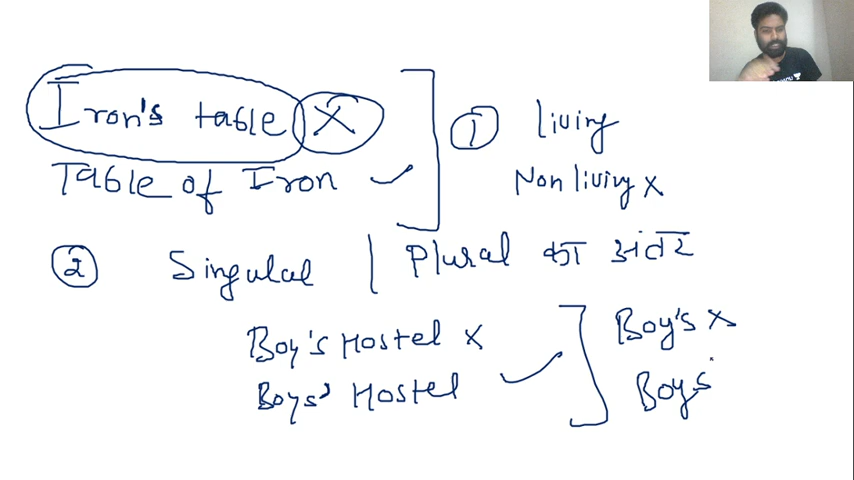 Iron's table X
Table of Iron ✓
① living
Non living X
② Singular | Plural का अंतर
Boy's Hostel X
Boys' Hostel ✓
Boy's X
Boys